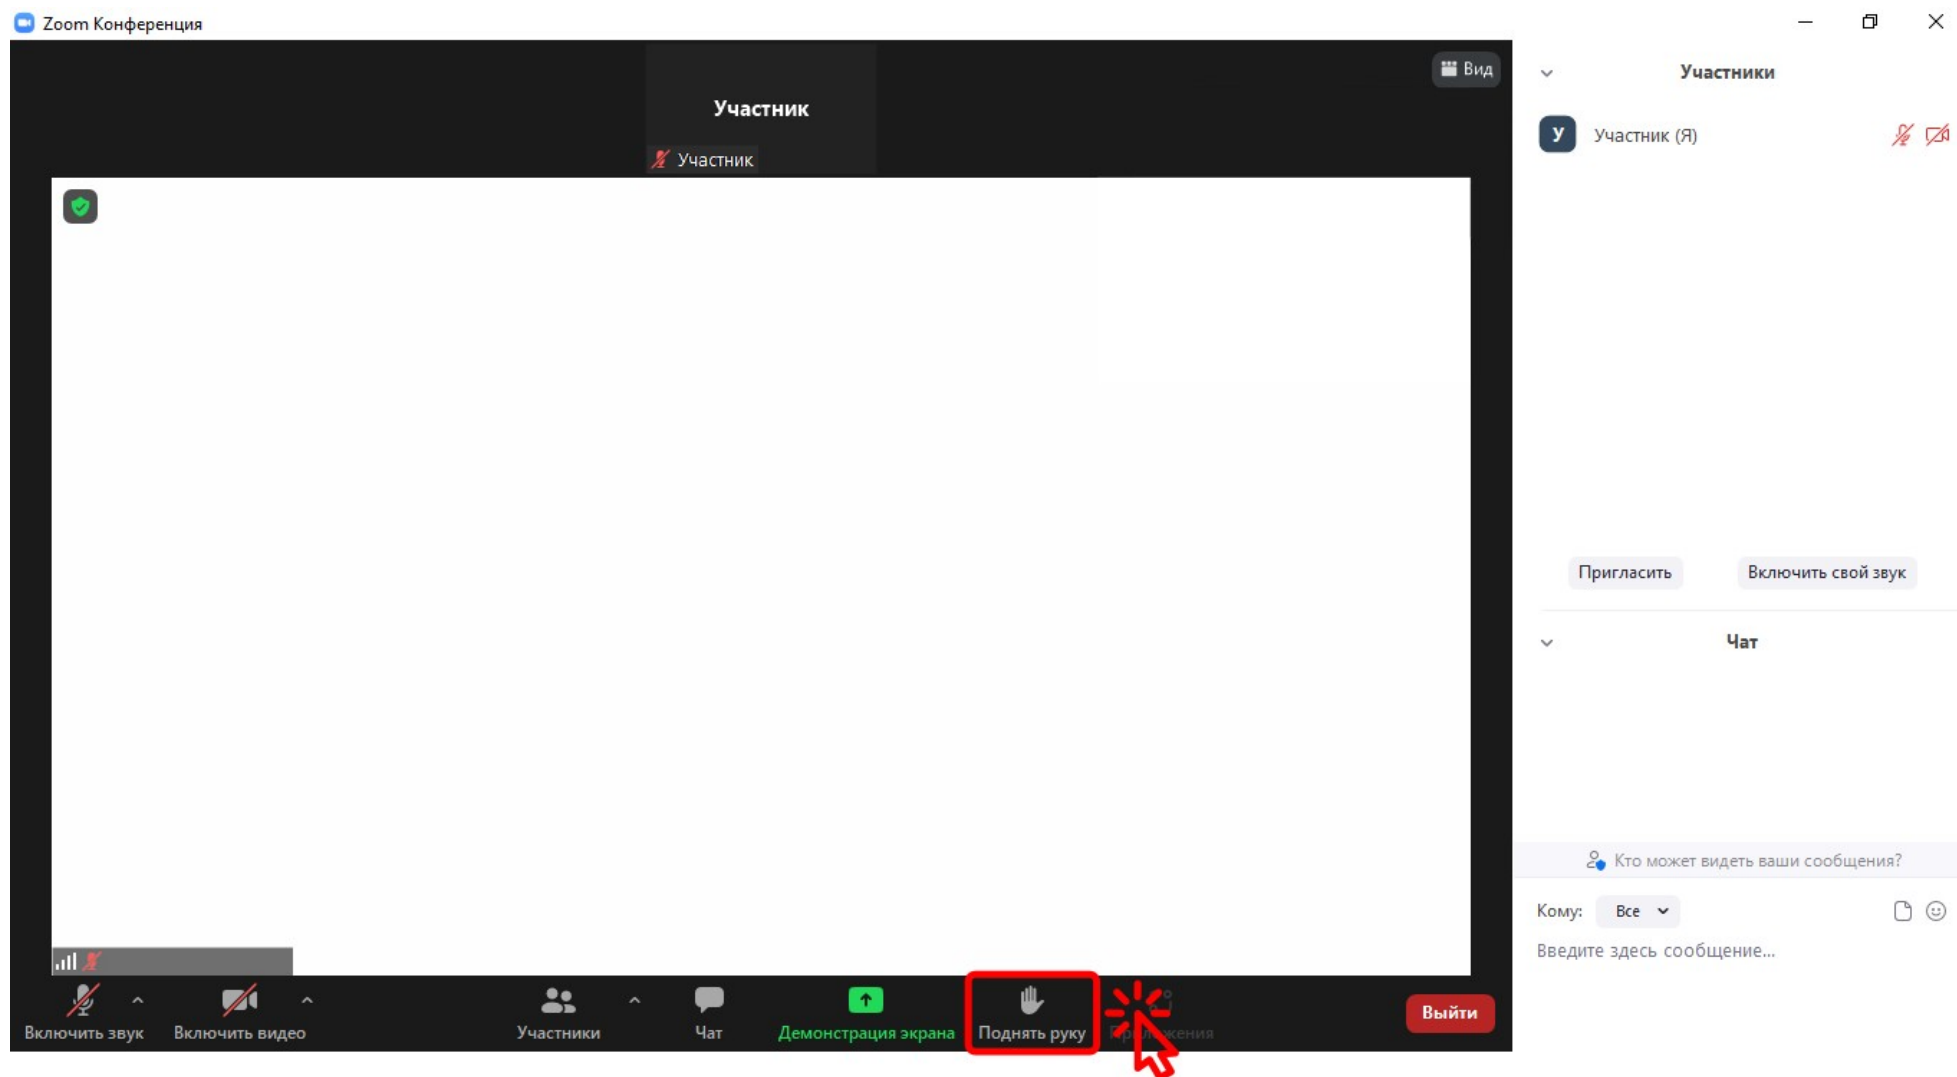 Zoom Конференция
Вид
Участник
Участник
Участники
У
Участник (Я)
Пригласить
Включить свой звук
Чат
Кто может видеть ваши сообщения?
Кому: Все
Введите здесь сообщение...
Включить звук
Включить видео
Участники
Чат
Демонстрация экрана
Поднять руку
Выйти